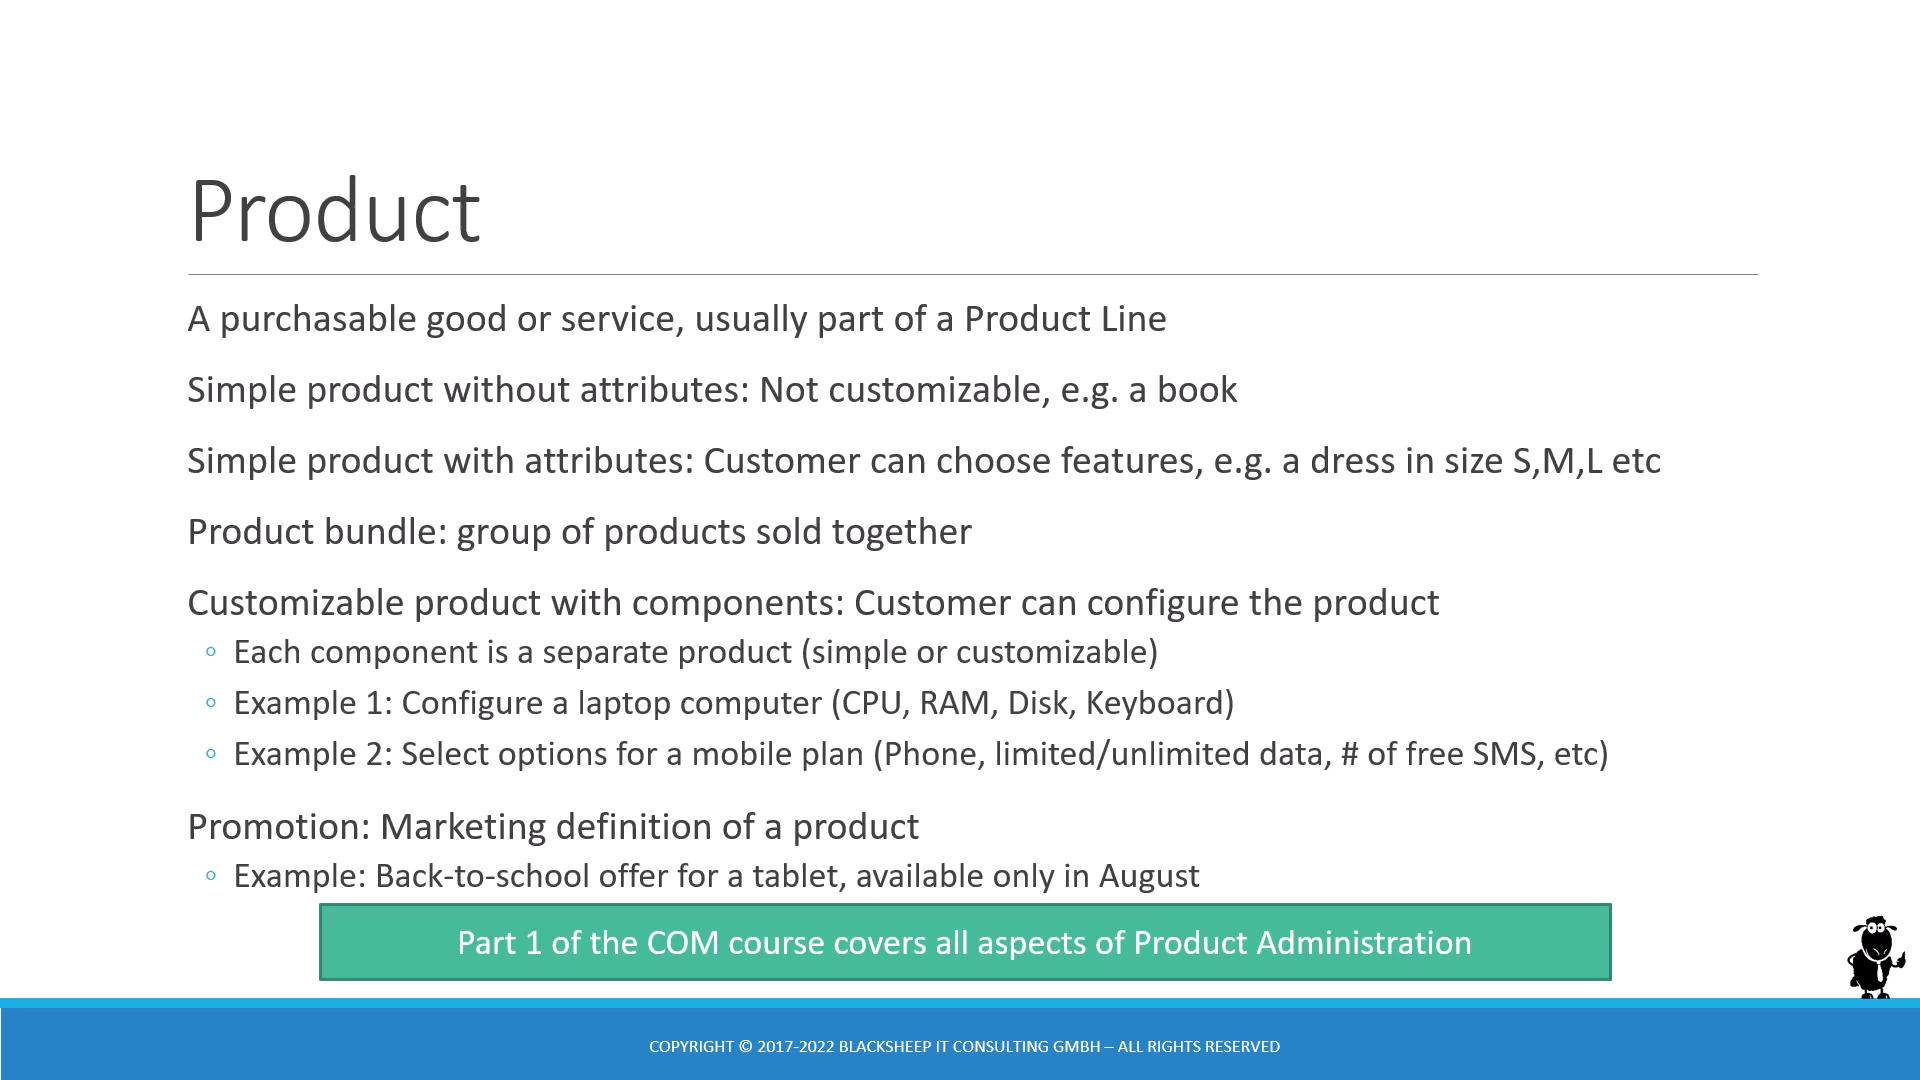 Product
A purchasable good or service, usually part of a Product Line
Simple product without attributes: Not customizable, e.g. a book
Simple product with attributes: Customer can choose features, e.g. a dress in size S,M,L etc
Product bundle: group of products sold together
Customizable product with components: Customer can configure the product
◦ Each component is a separate product (simple or customizable)
◦ Example 1: Configure a laptop computer (CPU, RAM, Disk, Keyboard)
◦ Example 2: Select options for a mobile plan (Phone, limited/unlimited data, # of free SMS, etc)
Promotion: Marketing definition of a product
◦ Example: Back-to-school offer for a tablet, available only in August
Part 1 of the COM course covers all aspects of Product Administration
COPYRIGHT © 2017-2022 BLACKSHEEP IT CONSULTING GMBH – ALL RIGHTS RESERVED